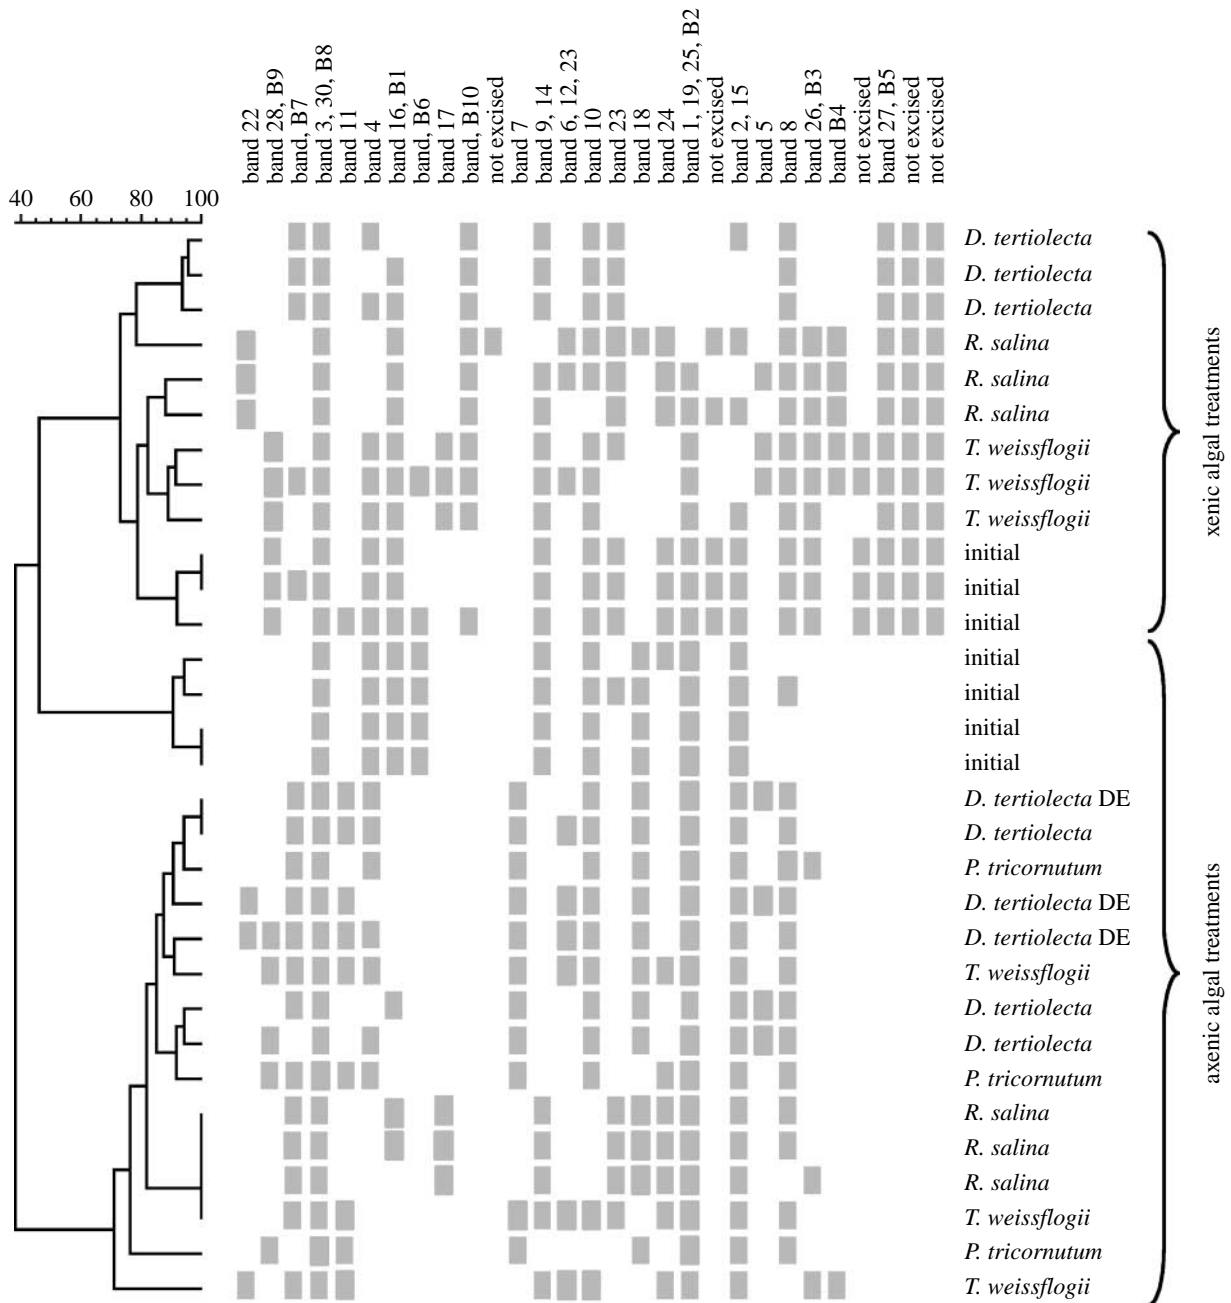 band 22
band 28, B9
band, B7
band 3, 30, B8
band 11
band 4
band 16, B1
band, B6
band 17
band, B10
not excised
band 7
band 9, 14
band 6, 12, 23
band 10
band 23
band 18
band 24
band 1, 19, 25, B2
not excised
band 2, 15
band 5
band 8
band 26, B3
band B4
not excised
band 27, B5
not excised
not excised
40 60 80 100
D. tertiolecta
D. tertiolecta
D. tertiolecta
R. salina
R. salina
R. salina
T. weissflogii
T. weissflogii
T. weissflogii
initial
initial
initial
xenic algal treatments
initial
initial
initial
initial
D. tertiolecta DE
D. tertiolecta
P. tricornutum
D. tertiolecta DE
D. tertiolecta DE
T. weissflogii
D. tertiolecta
D. tertiolecta
P. tricornutum
R. salina
R. salina
R. salina
T. weissflogii
P. tricornutum
T. weissflogii
axenic algal treatments